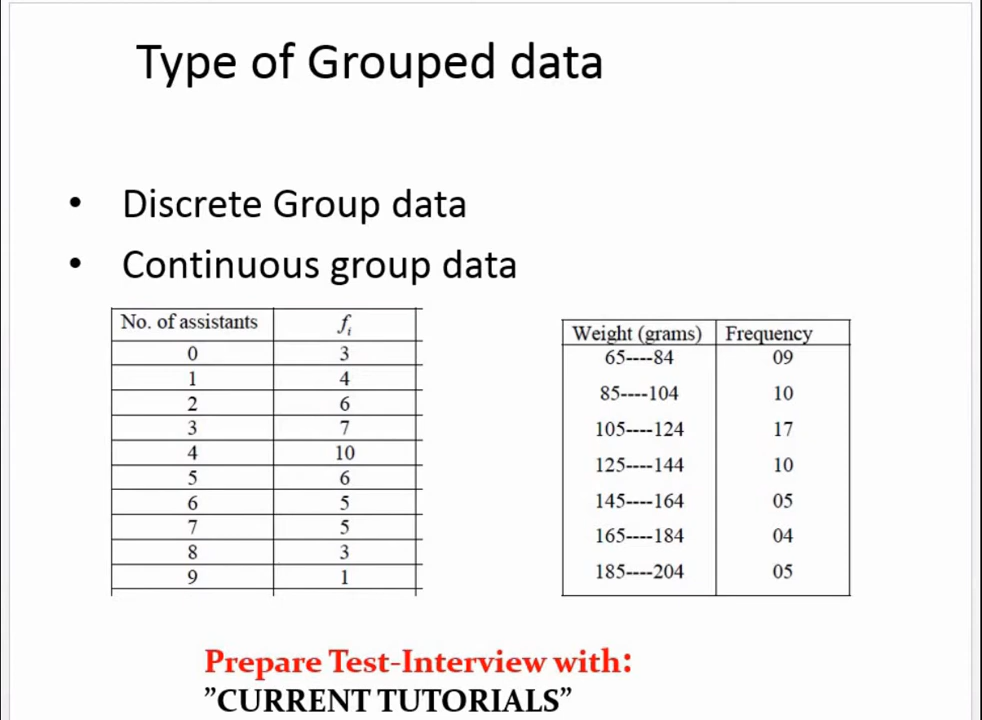 Type of Grouped data
• Discrete Group data
• Continuous group data
No. of assistants fi
0 3
1 4
2 6
3 7
4 10
5 6
6 5
7 5
8 3
9 1
Weight (grams) Frequency
65----84 09
85----104 10
105----124 17
125----144 10
145----164 05
165----184 04
185----204 05
Prepare Test-Interview with:
”CURRENT TUTORIALS”